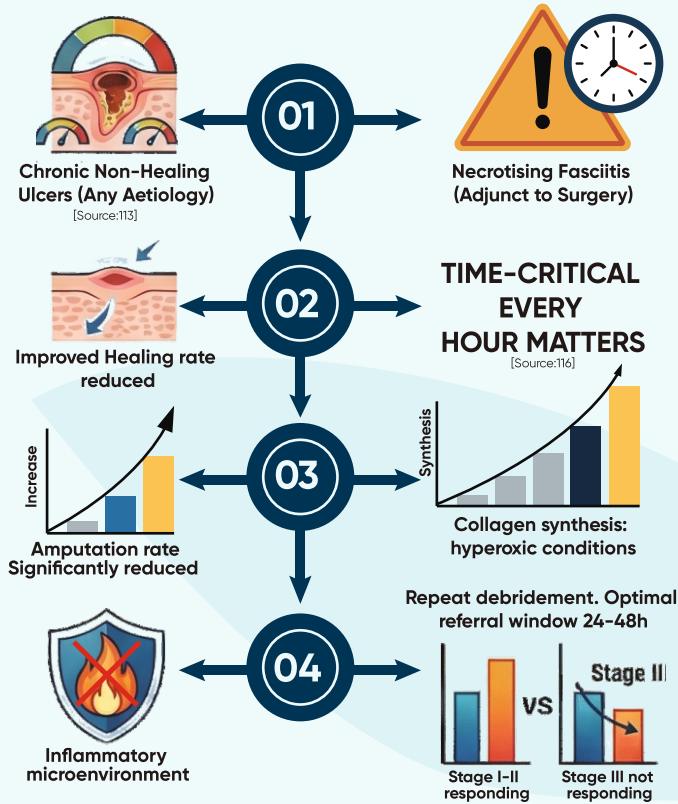 01
Chronic Non-Healing
Ulcers (Any Aetiology)
[Source:113]
Necrotising Fasciitis
(Adjunct to Surgery)
02
Improved Healing rate
reduced
TIME-CRITICAL
EVERY
HOUR MATTERS
[Source:116]
03
Increase
Amputation rate
Significantly reduced
Synthesis
Collagen synthesis:
hyperoxic conditions
04
Inflammatory
microenvironment
Repeat debridement. Optimal
referral window 24-48h
VS
Stage III
Stage I-II
responding
Stage III not
responding